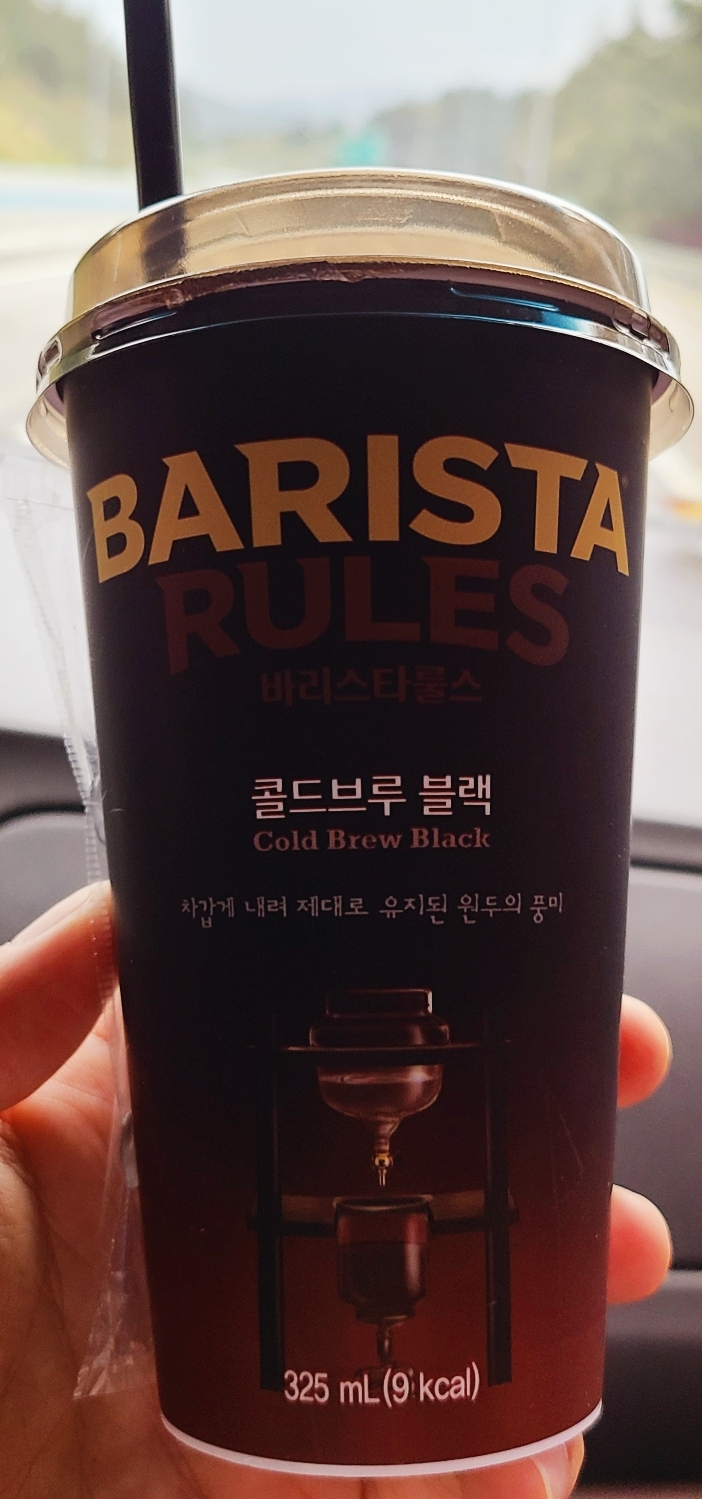 BARISTA
RULES
바리스타룰스
콜드브루 블랙
Cold Brew Black
차갑게 내려 제대로 유지된 원두의 풍미
325 mL(9 kcal)